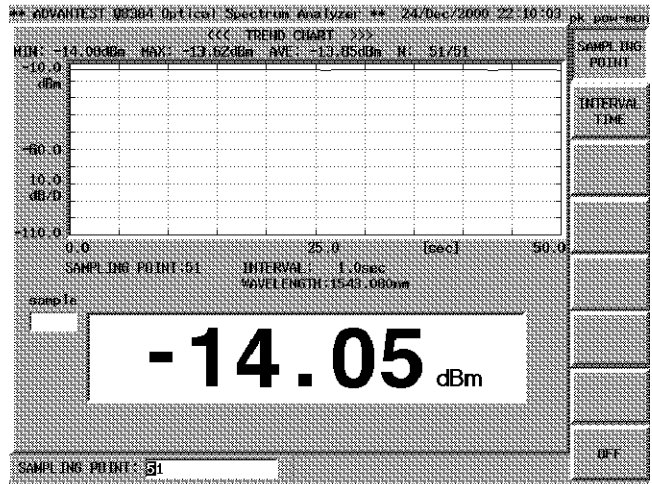 ** ADVANTEST Q8384 Optical Spectrum Analyzer ** 24/Dec/2000 22:10:03
pk pow-mon
<<< TREND CHART >>>
MIN: -14.08dBm MAX: -13.62dBm AVE: -13.85dBm N: 51/51
-10.0
dBm
-60.0
10.0
dB/D
-110.0
0.0 25.0 [sec] 50.0
SAMPLING POINT:51 INTERVAL: 1.0sec
WAVELENGTH:1543.080nm
sample
-14.05 dBm
SAMPLING POINT: 51
SAMPLING
POINT
INTERVAL
TIME
OFF